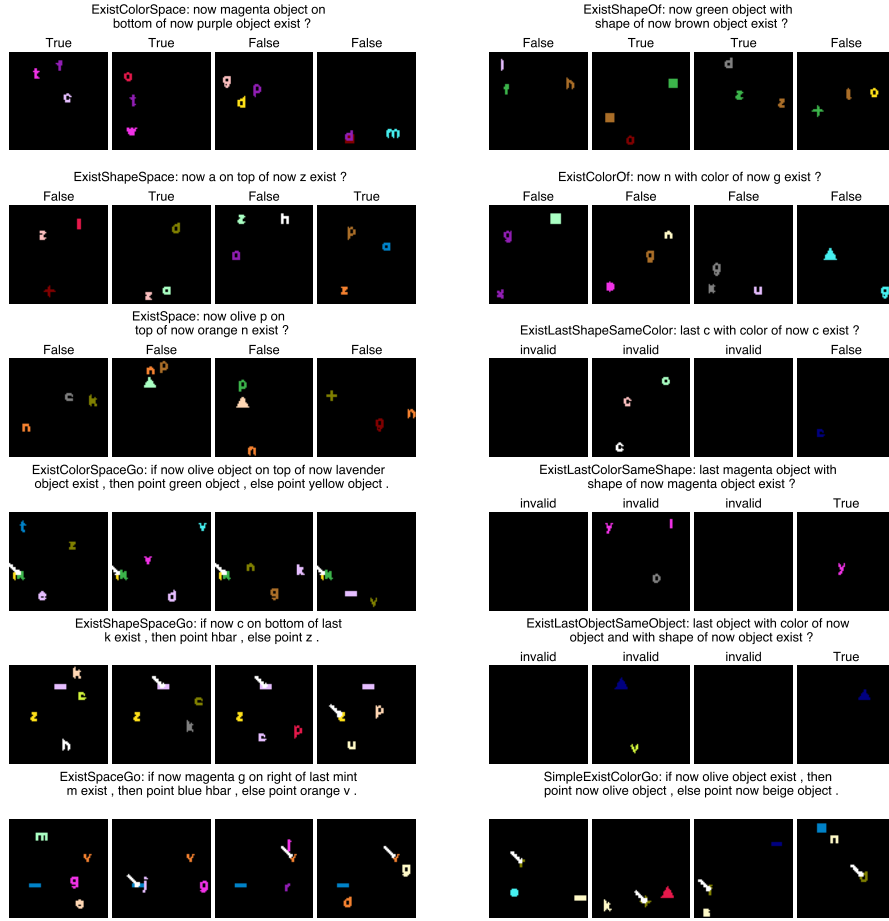 ExistColorSpace: now magenta object on
bottom of now purple object exist ?
True True False False
ExistShapeOf: now green object with
shape of now brown object exist ?
False True True False
ExistShapeSpace: now a on top of now z exist ?
False True False True
ExistColorOf: now n with color of now g exist ?
False False False False
ExistSpace: now olive p on
top of now orange n exist ?
False False False False
ExistLastShapeSameColor: last c with color of now c exist ?
invalid invalid invalid False
ExistColorSpaceGo: if now olive object on top of now lavender
object exist , then point green object , else point yellow object .
ExistLastColorSameShape: last magenta object with
shape of now magenta object exist ?
invalid invalid invalid True
ExistShapeSpaceGo: if now c on bottom of last
k exist , then point hbar , else point z .
ExistLastObjectSameObject: last object with color of now
object and with shape of now object exist ?
invalid invalid invalid True
ExistSpaceGo: if now magenta g on right of last mint
m exist , then point blue hbar , else point orange v .
SimpleExistColorGo: if now olive object exist , then
point now olive object , else point now beige object .